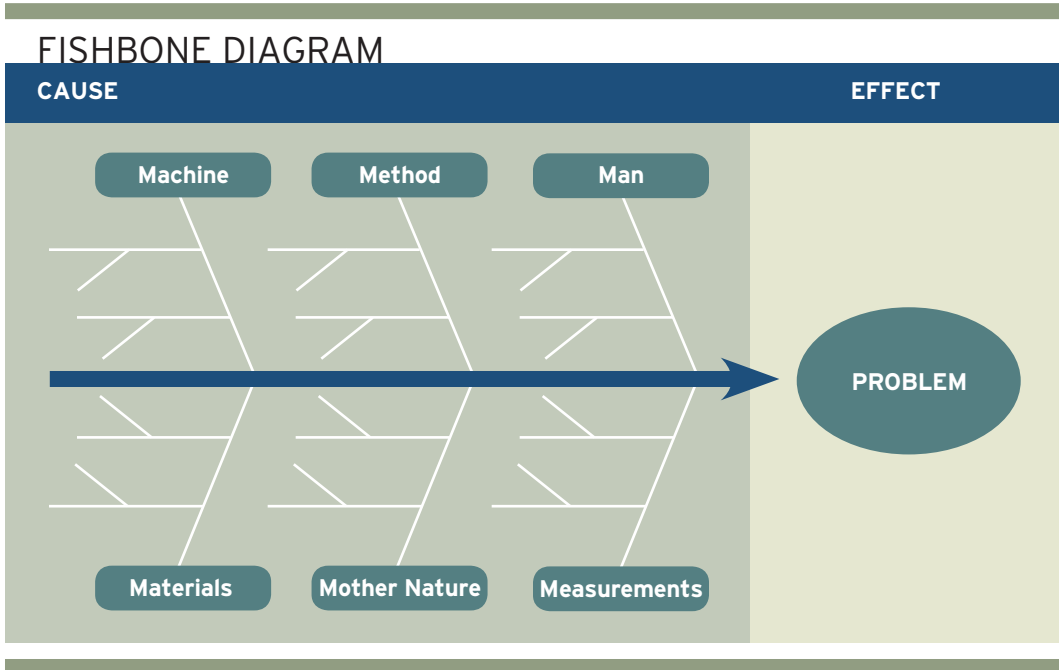 FISHBONE DIAGRAM
CAUSE EFFECT
Machine Method Man
PROBLEM
Materials Mother Nature Measurements